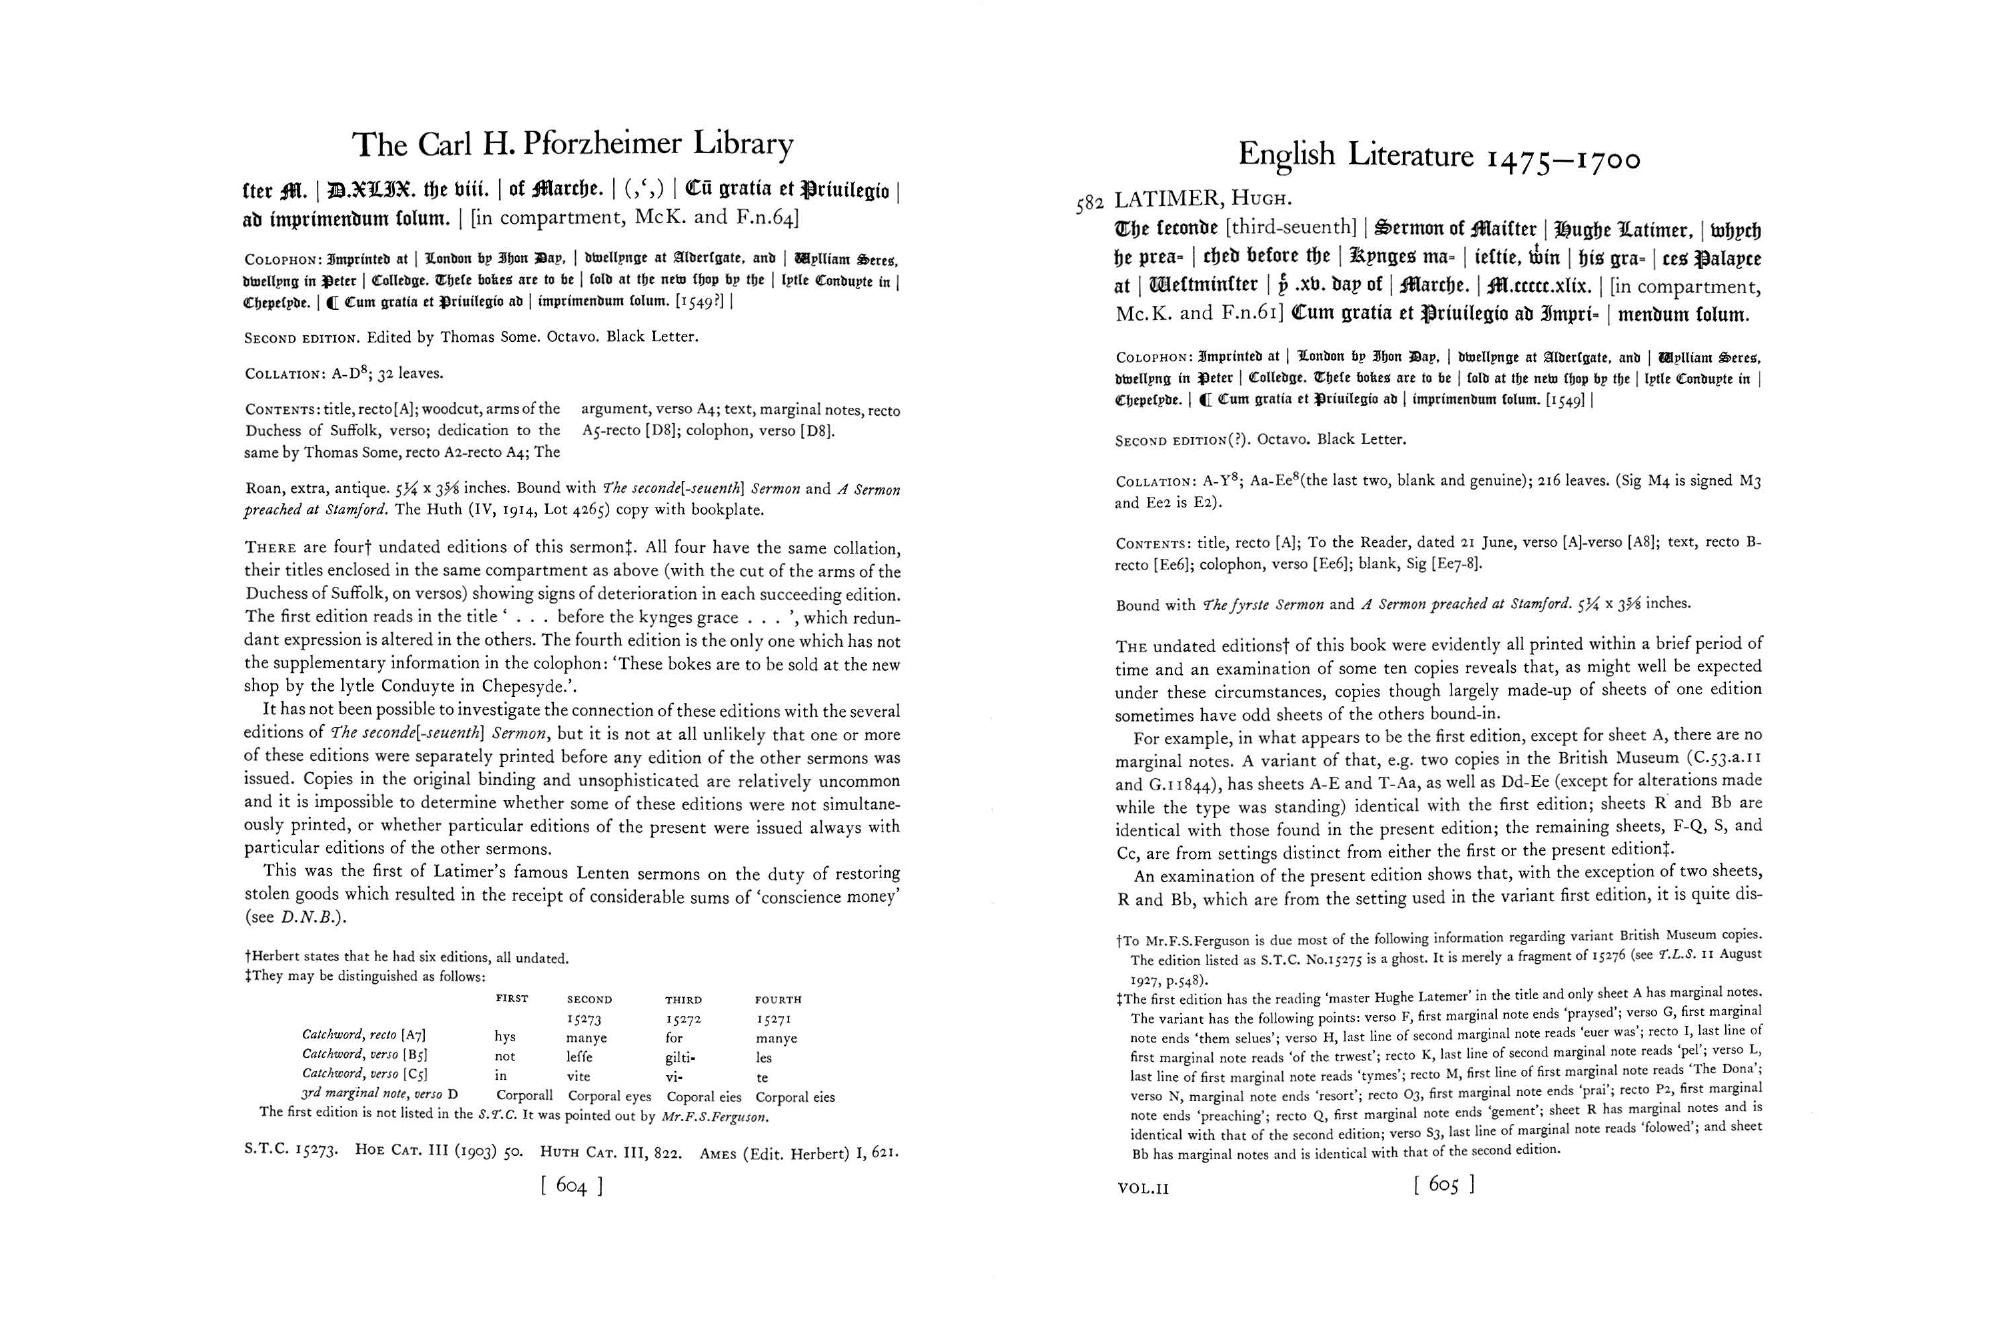 The Carl H. Pforzheimer Library
ſter M. | D.XLIX. the viii. | of Marche. | (,‘,) | Cū gratia et Priuilegio |
ad imprimendum ſolum. | [in compartment, McK. and F.n.64]
COLOPHON: Imprinted at | London by Jhon Day, | dwellynge at Alderſgate, and | Wylliam Seres,
dwellyng in Peter | Colledge. Theſe bokes are to be | ſold at the new ſhop by the | lytle Conduyte in |
Chepeſyde. | ¶ Cum gratia et Priuilegio ad | imprimendum ſolum. [1549?] |
SECOND EDITION. Edited by Thomas Some. Octavo. Black Letter.
COLLATION: A-D⁸; 32 leaves.
CONTENTS: title, recto [A]; woodcut, arms of the
Duchess of Suffolk, verso; dedication to the
same by Thomas Some, recto A2-recto A4; The
argument, verso A4; text, marginal notes, recto
A5-recto [D8]; colophon, verso [D8].
Roan, extra, antique. 5¼ x 3⅝ inches. Bound with The seconde[-seuenth] Sermon and A Sermon
preached at Stamford. The Huth (IV, 1914, Lot 4265) copy with bookplate.
THERE are four† undated editions of this sermon‡. All four have the same collation,
their titles enclosed in the same compartment as above (with the cut of the arms of the
Duchess of Suffolk, on versos) showing signs of deterioration in each succeeding edition.
The first edition reads in the title ‘ . . . before the kynges grace . . . ’, which redun-
dant expression is altered in the others. The fourth edition is the only one which has not
the supplementary information in the colophon: ‘These bokes are to be sold at the new
shop by the lytle Conduyte in Chepesyde.’.
It has not been possible to investigate the connection of these editions with the several
editions of The seconde[-seuenth] Sermon, but it is not at all unlikely that one or more
of these editions were separately printed before any edition of the other sermons was
issued. Copies in the original binding and unsophisticated are relatively uncommon
and it is impossible to determine whether some of these editions were not simultane-
ously printed, or whether particular editions of the present were issued always with
particular editions of the other sermons.
This was the first of Latimer’s famous Lenten sermons on the duty of restoring
stolen goods which resulted in the receipt of considerable sums of ‘conscience money’
(see D.N.B.).
†Herbert states that he had six editions, all undated.
‡They may be distinguished as follows:
FIRST SECOND THIRD FOURTH
15273 15272 15271
Catchword, recto [A7] hys manye for manye
Catchword, verso [B5] not leſſe gilti- les
Catchword, verso [C5] in vite vi- te
3rd marginal note, verso D Corporall Corporal eyes Coporal eies Corporal eies
The first edition is not listed in the S.T.C. It was pointed out by Mr.F.S.Ferguson.
S.T.C. 15273. HOE CAT. III (1903) 50. HUTH CAT. III, 822. AMES (Edit. Herbert) I, 621.
[ 604 ]
English Literature 1475–1700
582 LATIMER, HUGH.
The ſeconde [third-seuenth] | Sermon of Maiſter | Hughe Latimer, | whych
he prea- | ched before the | Kynges ma- | ieſtie, wᵗin | his gra- | ces Palayce
at | Weſtminſter | þᵉ .xv. day of | Marche. | M.ccccc.xlix. | [in compartment,
Mc.K. and F.n.61] Cum gratia et Priuilegio ad Impri- | mendum ſolum.
COLOPHON: Imprinted at | London by Jhon Day, | dwellynge at Alderſgate, and | Wylliam Seres,
dwellyng in Peter | Colledge. Theſe bokes are to be | ſold at the new ſhop by the | lytle Conduyte in |
Chepeſyde. | ¶ Cum gratia et Priuilegio ad | imprimendum ſolum. [1549] |
SECOND EDITION(?). Octavo. Black Letter.
COLLATION: A-Y⁸; Aa-Ee⁸(the last two, blank and genuine); 216 leaves. (Sig M4 is signed M3
and Ee2 is E2).
CONTENTS: title, recto [A]; To the Reader, dated 21 June, verso [A]-verso [A8]; text, recto B-
recto [Ee6]; colophon, verso [Ee6]; blank, Sig [Ee7-8].
Bound with The fyrste Sermon and A Sermon preached at Stamford. 5¼ x 3⅝ inches.
THE undated editions† of this book were evidently all printed within a brief period of
time and an examination of some ten copies reveals that, as might well be expected
under these circumstances, copies though largely made-up of sheets of one edition
sometimes have odd sheets of the others bound-in.
For example, in what appears to be the first edition, except for sheet A, there are no
marginal notes. A variant of that, e.g. two copies in the British Museum (C.53.a.11
and G.11844), has sheets A-E and T-Aa, as well as Dd-Ee (except for alterations made
while the type was standing) identical with the first edition; sheets R and Bb are
identical with those found in the present edition; the remaining sheets, F-Q, S, and
Cc, are from settings distinct from either the first or the present edition‡.
An examination of the present edition shows that, with the exception of two sheets,
R and Bb, which are from the setting used in the variant first edition, it is quite dis-
†To Mr.F.S.Ferguson is due most of the following information regarding variant British Museum copies.
The edition listed as S.T.C. No.15275 is a ghost. It is merely a fragment of 15276 (see T.L.S. 11 August
1927, p.548).
‡The first edition has the reading ‘master Hughe Latemer’ in the title and only sheet A has marginal notes.
The variant has the following points: verso F, first marginal note ends ‘praysed’; verso G, first marginal
note ends ‘them selues’; verso H, last line of second marginal note reads ‘euer was’; recto I, last line of
first marginal note reads ‘of the trwest’; recto K, last line of second marginal note reads ‘pel’; verso L,
last line of first marginal note reads ‘tymes’; recto M, first line of first marginal note reads ‘The Dona’;
verso N, marginal note ends ‘resort’; recto O3, first marginal note ends ‘prai’; recto P2, first marginal
note ends ‘preaching’; recto Q, first marginal note ends ‘gement’; sheet R has marginal notes and is
identical with that of the second edition; verso S3, last line of marginal note reads ‘folowed’; and sheet
Bb has marginal notes and is identical with that of the second edition.
VOL.II
[ 605 ]